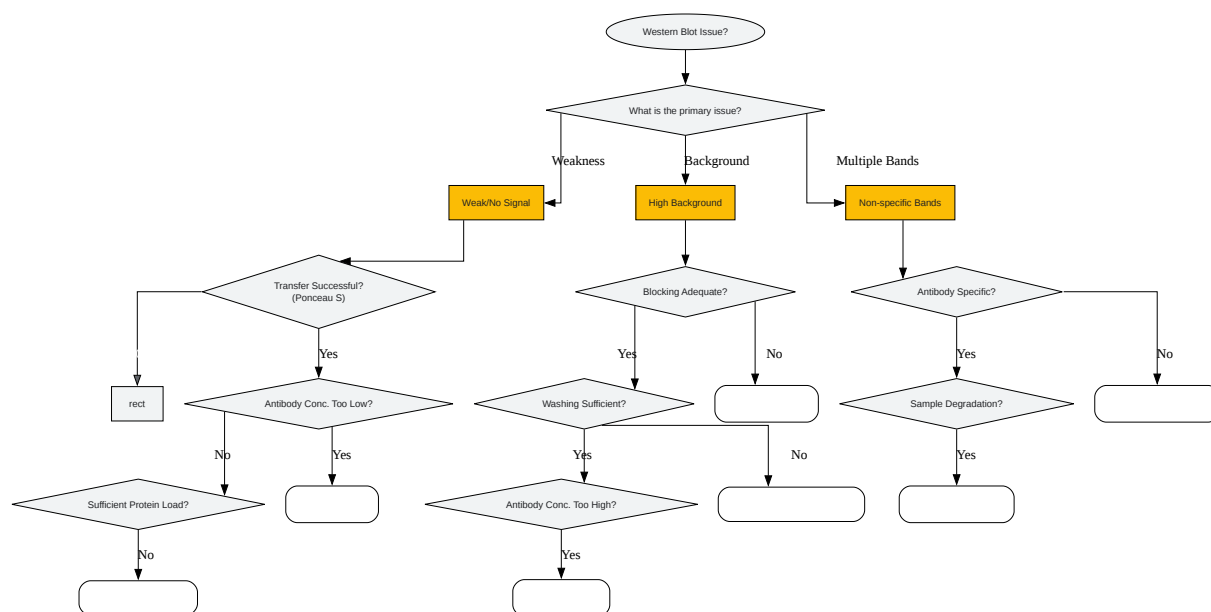 Western Blot Issue?
What is the primary issue?
Weakness
Background
Multiple Bands
Weak/No Signal
High Background
Non-specific Bands
Transfer Successful?
(Ponceau S)
Blocking Adequate?
Antibody Specific?
Yes
Yes
No
Yes
No
rect
Antibody Conc. Too Low?
Washing Sufficient?
Sample Degradation?
No
Yes
Yes
No
Yes
Sufficient Protein Load?
Antibody Conc. Too High?
No
Yes